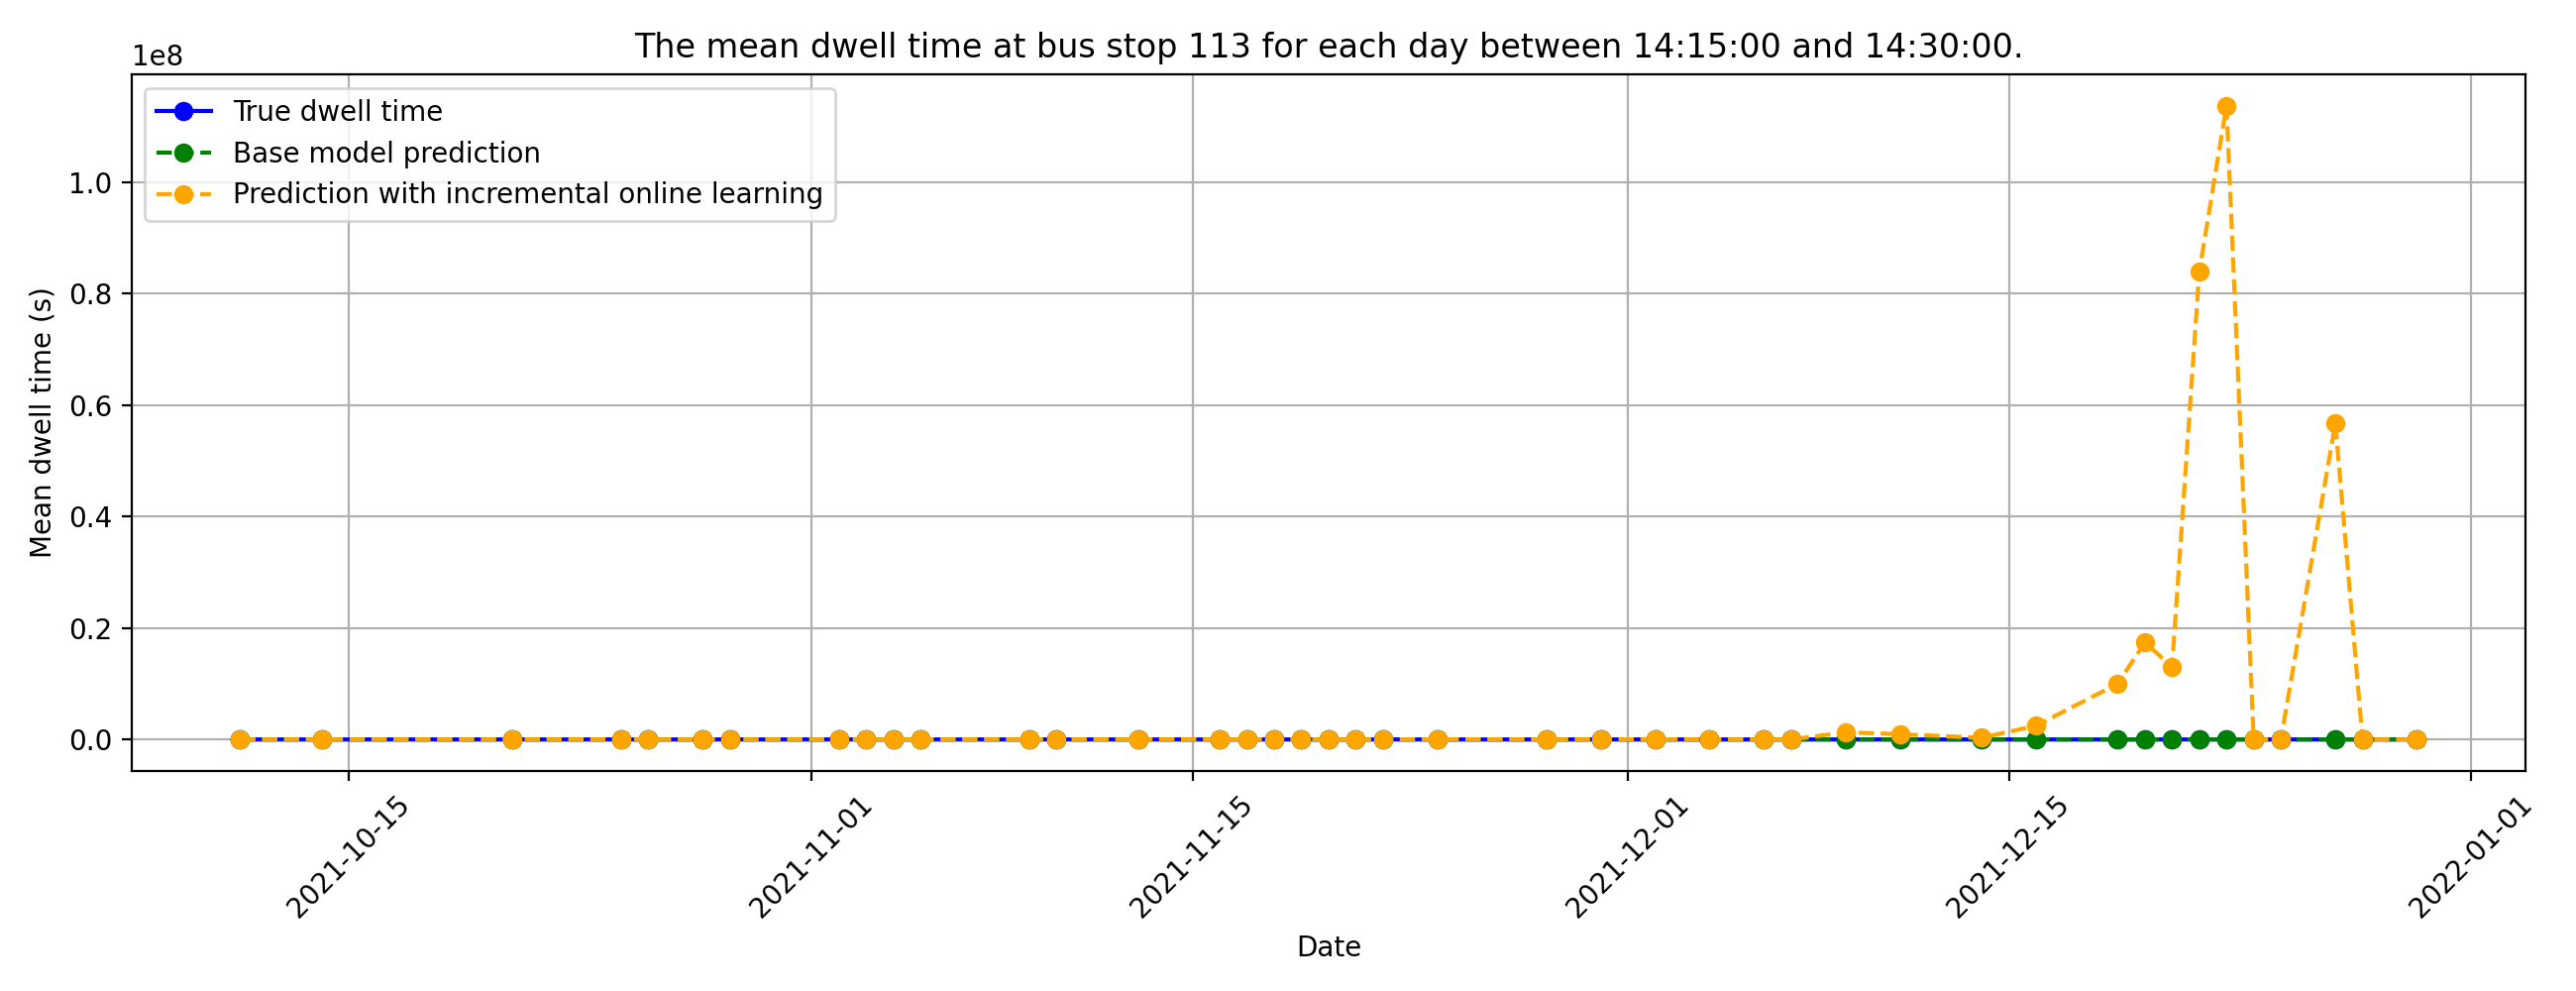 The mean dwell time at bus stop 113 for each day between 14:15:00 and 14:30:00.
1e8
True dwell time
Base model prediction
Prediction with incremental online learning
Mean dwell time (s)
1.0
0.8
0.6
0.4
0.2
0.0
2021-10-15
2021-11-01
2021-11-15
2021-12-01
2021-12-15
2022-01-01
Date